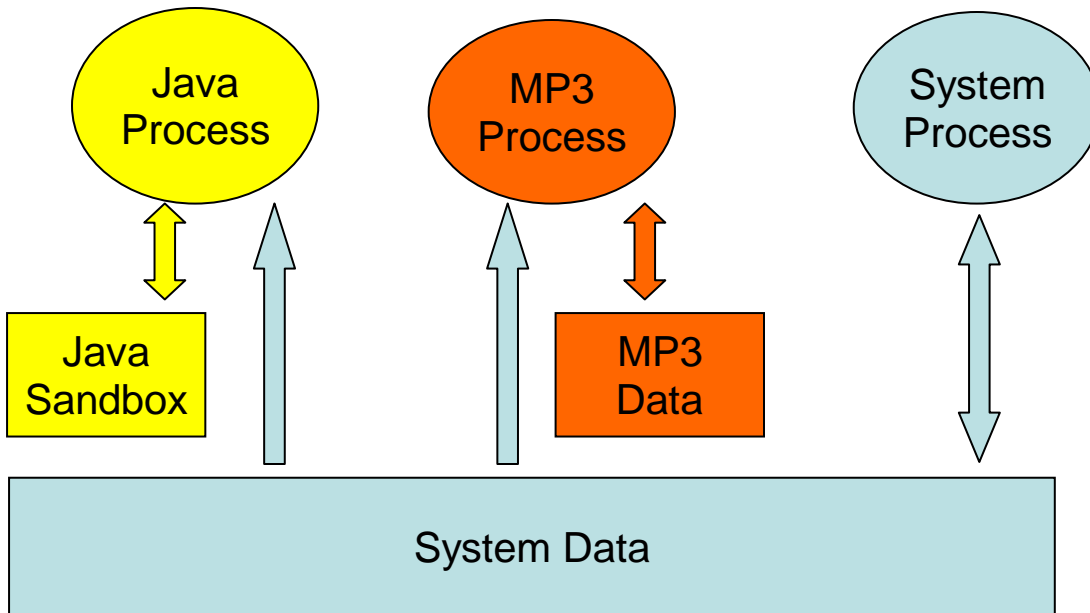 Java
Process
MP3
Process
System
Process
Java
Sandbox
MP3
Data
System Data